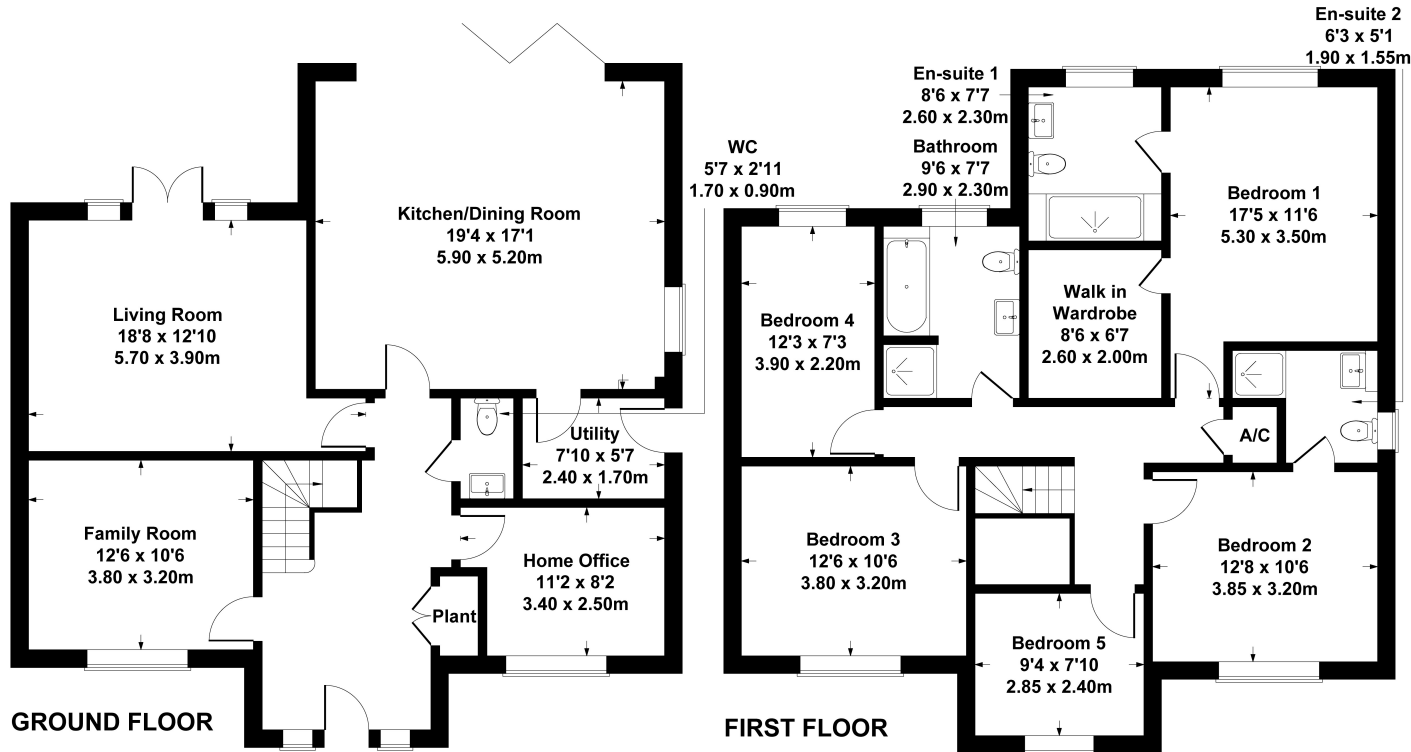 En-suite 2
6'3 x 5'1
1.90 x 1.55m
En-suite 1
8'6 x 7'7
2.60 x 2.30m
WC
5'7 x 2'11
1.70 x 0.90m
Bathroom
9'6 x 7'7
2.90 x 2.30m
Kitchen/Dining Room
19'4 x 17'1
5.90 x 5.20m
Bedroom 1
17'5 x 11'6
5.30 x 3.50m
Living Room
18'8 x 12'10
5.70 x 3.90m
Bedroom 4
12'3 x 7'3
3.90 x 2.20m
Walk in
Wardrobe
8'6 x 6'7
2.60 x 2.00m
Utility
7'10 x 5'7
2.40 x 1.70m
A/C
Family Room
12'6 x 10'6
3.80 x 3.20m
Home Office
11'2 x 8'2
3.40 x 2.50m
Bedroom 3
12'6 x 10'6
3.80 x 3.20m
Bedroom 2
12'8 x 10'6
3.85 x 3.20m
Plant
Bedroom 5
9'4 x 7'10
2.85 x 2.40m
GROUND FLOOR
FIRST FLOOR